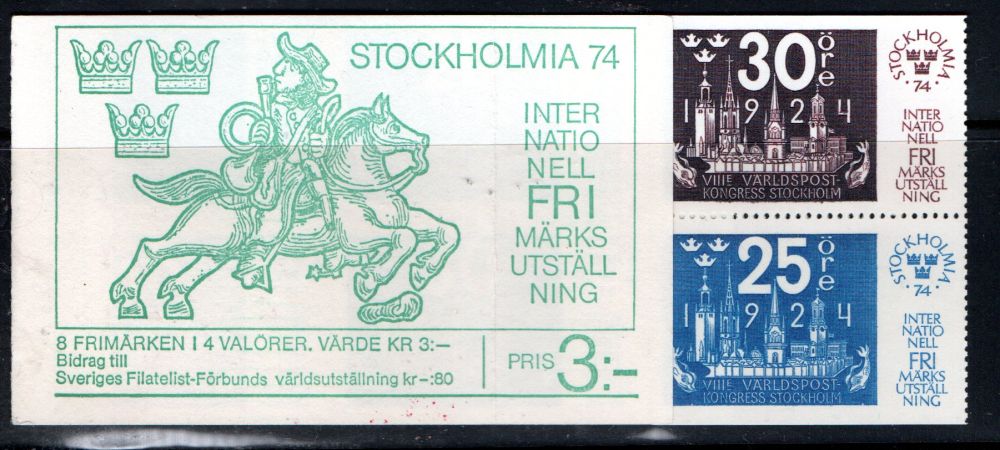 STOCKHOLMIA 74
INTER
NATIO
NELL
FRI
MÄRKS
UTSTÄLL
NING
8 FRIMÄRKEN I 4 VALÖRER. VÄRDE KR 3:–
Bidrag till
Sveriges Filatelist-Förbunds världsutställning kr–:80
PRIS 3:–
30 öre
1924
VIIIE VÄRLDSPOST-
KONGRESS STOCKHOLM
STOCKHOLMIA
·74·
INTER
NATIO
NELL
FRI
MÄRKS
UTSTÄLL
NING
25 öre
1924
VIIIE VÄRLDSPOST-
KONGRESS STOCKHOLM
STOCKHOLMIA
·74·
INTER
NATIO
NELL
FRI
MÄRKS
UTSTÄLL
NING